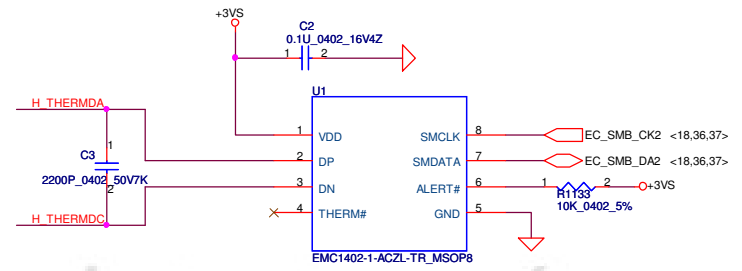 +3VS
C2
0.1U_0402_16V4Z
1 2
H_THERMDA
U1
1 VDD SMCLK 8 EC_SMB_CK2 <18,36,37>
1
C3
2 DP SMDATA 7 EC_SMB_DA2 <18,36,37>
2200P_0402_50V7K
2
3 DN ALERT# 6 1 2 +3VS
R1133
10K_0402_5%
H_THERMDC
4 THERM# GND 5
EMC1402-1-ACZL-TR_MSOP8